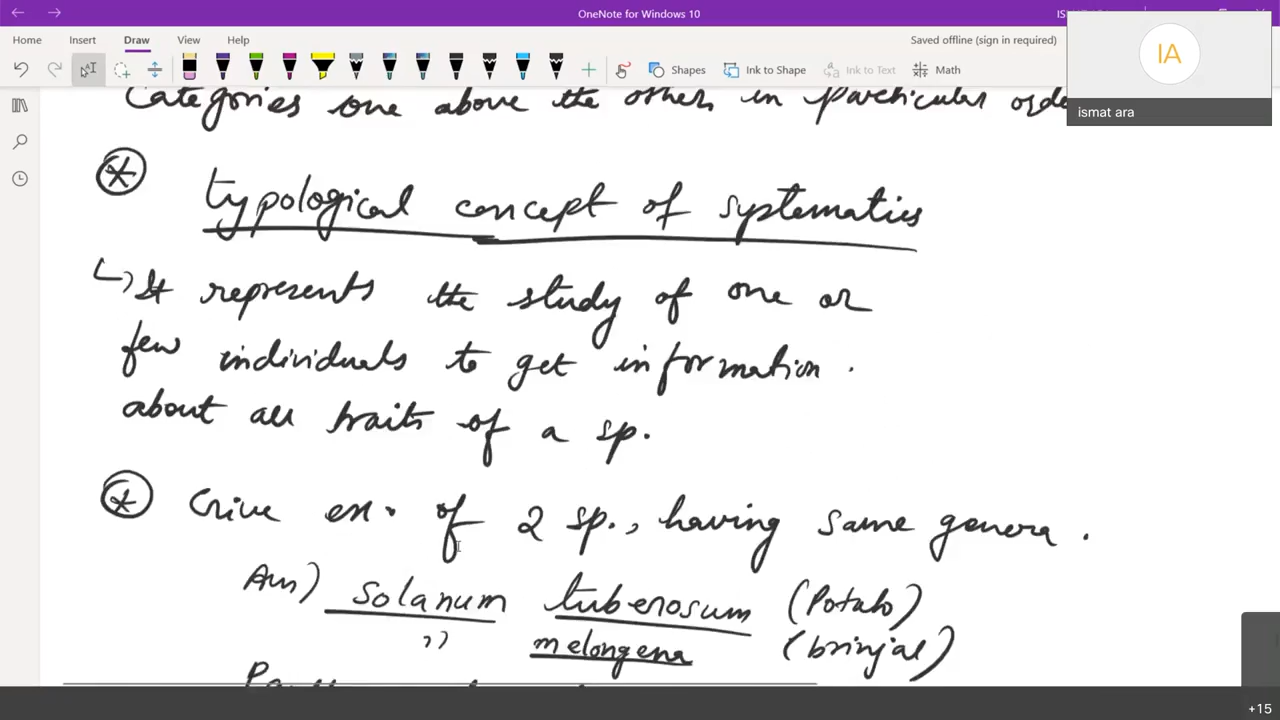 OneNote for Windows 10
Home Insert Draw View Help
Saved offline (sign in required)
IA
Shapes Ink to Shape Ink to Text Math
ismat ara
Categories one above the other in particular
typological concept of systematics
It represents the study of one or
few individuals to get information.
about all traits of a sp.
Give ex. of 2 sp., having same genera.
Ans) Solanum tuberosum (Potato)
" melongena (brinjal)
+15